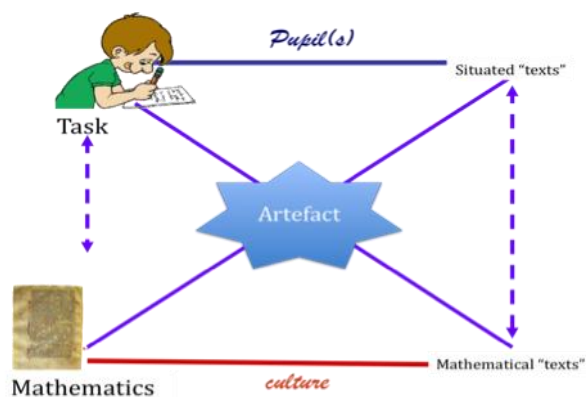 Pupil(s)
Situated "texts"
Task
Artefact
Mathematical "texts"
Mathematics
culture